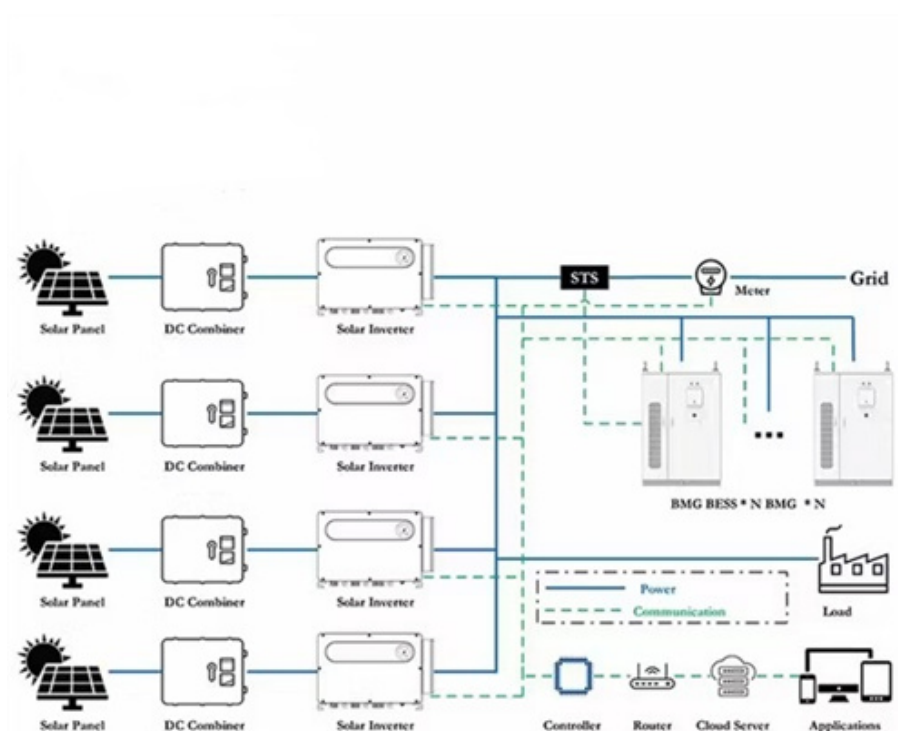 STS
Grid
Meter
Solar Panel DC Combiner Solar Inverter
Solar Panel DC Combiner Solar Inverter
BMG BESS * N BMG * N
Solar Panel DC Combiner Solar Inverter
Power
Communication
Load
Solar Panel DC Combiner Solar Inverter
Controller Router Cloud Server Applications